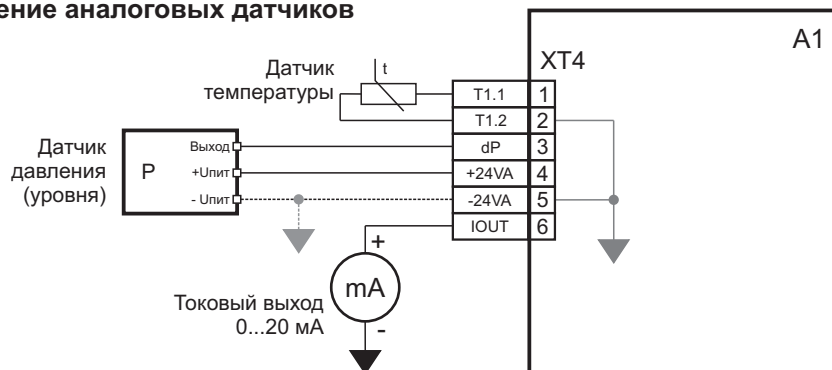 ение аналоговых датчиков
A1
XT4
Датчик
температуры
t
T1.1 1
T1.2 2
dP 3
+24VA 4
-24VA 5
IOUT 6
Датчик
давления
(уровня)
P
Выход
+Uпит
- Uпит
+
mA
-
Токовый выход
0...20 мА